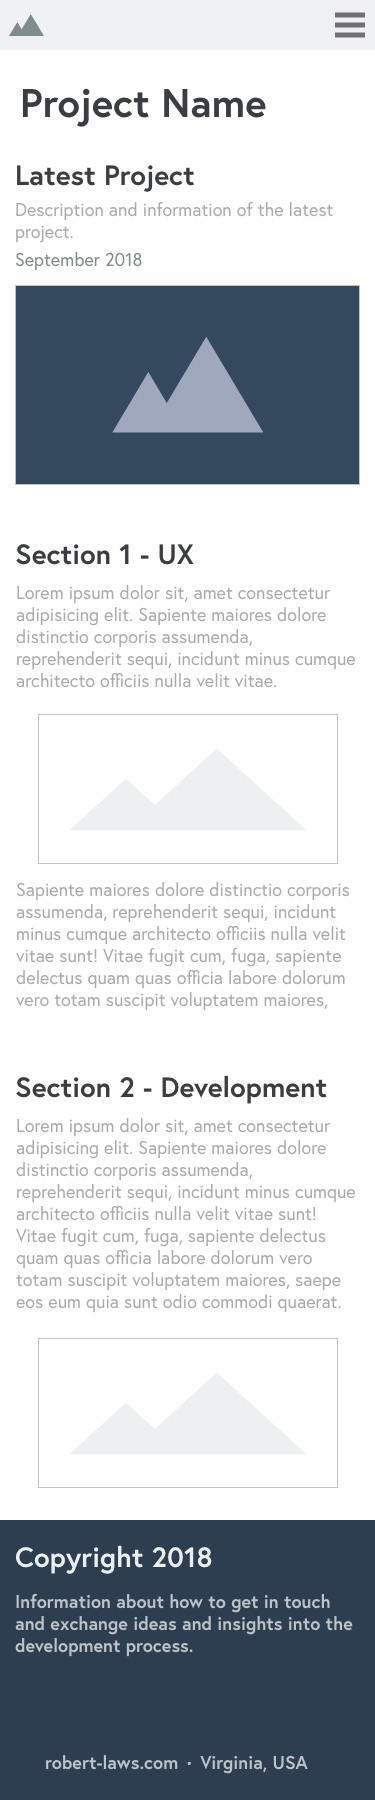 Project Name
Latest Project
Description and information of the latest
project.
September 2018
Section 1 - UX
Lorem ipsum dolor sit, amet consectetur
adipisicing elit. Sapiente maiores dolore
distinctio corporis assumenda,
reprehenderit sequi, incidunt minus cumque
architecto officiis nulla velit vitae.
Sapiente maiores dolore distinctio corporis
assumenda, reprehenderit sequi, incidunt
minus cumque architecto officiis nulla velit
vitae sunt! Vitae fugit cum, fuga, sapiente
delectus quam quas officia labore dolorum
vero totam suscipit voluptatem maiores,
Section 2 - Development
Lorem ipsum dolor sit, amet consectetur
adipisicing elit. Sapiente maiores dolore
distinctio corporis assumenda,
reprehenderit sequi, incidunt minus cumque
architecto officiis nulla velit vitae sunt!
Vitae fugit cum, fuga, sapiente delectus
quam quas officia labore dolorum vero
totam suscipit voluptatem maiores, saepe
eos eum quia sunt odio commodi quaerat.
Copyright 2018
Information about how to get in touch
and exchange ideas and insights into the
development process.
robert-laws.com · Virginia, USA